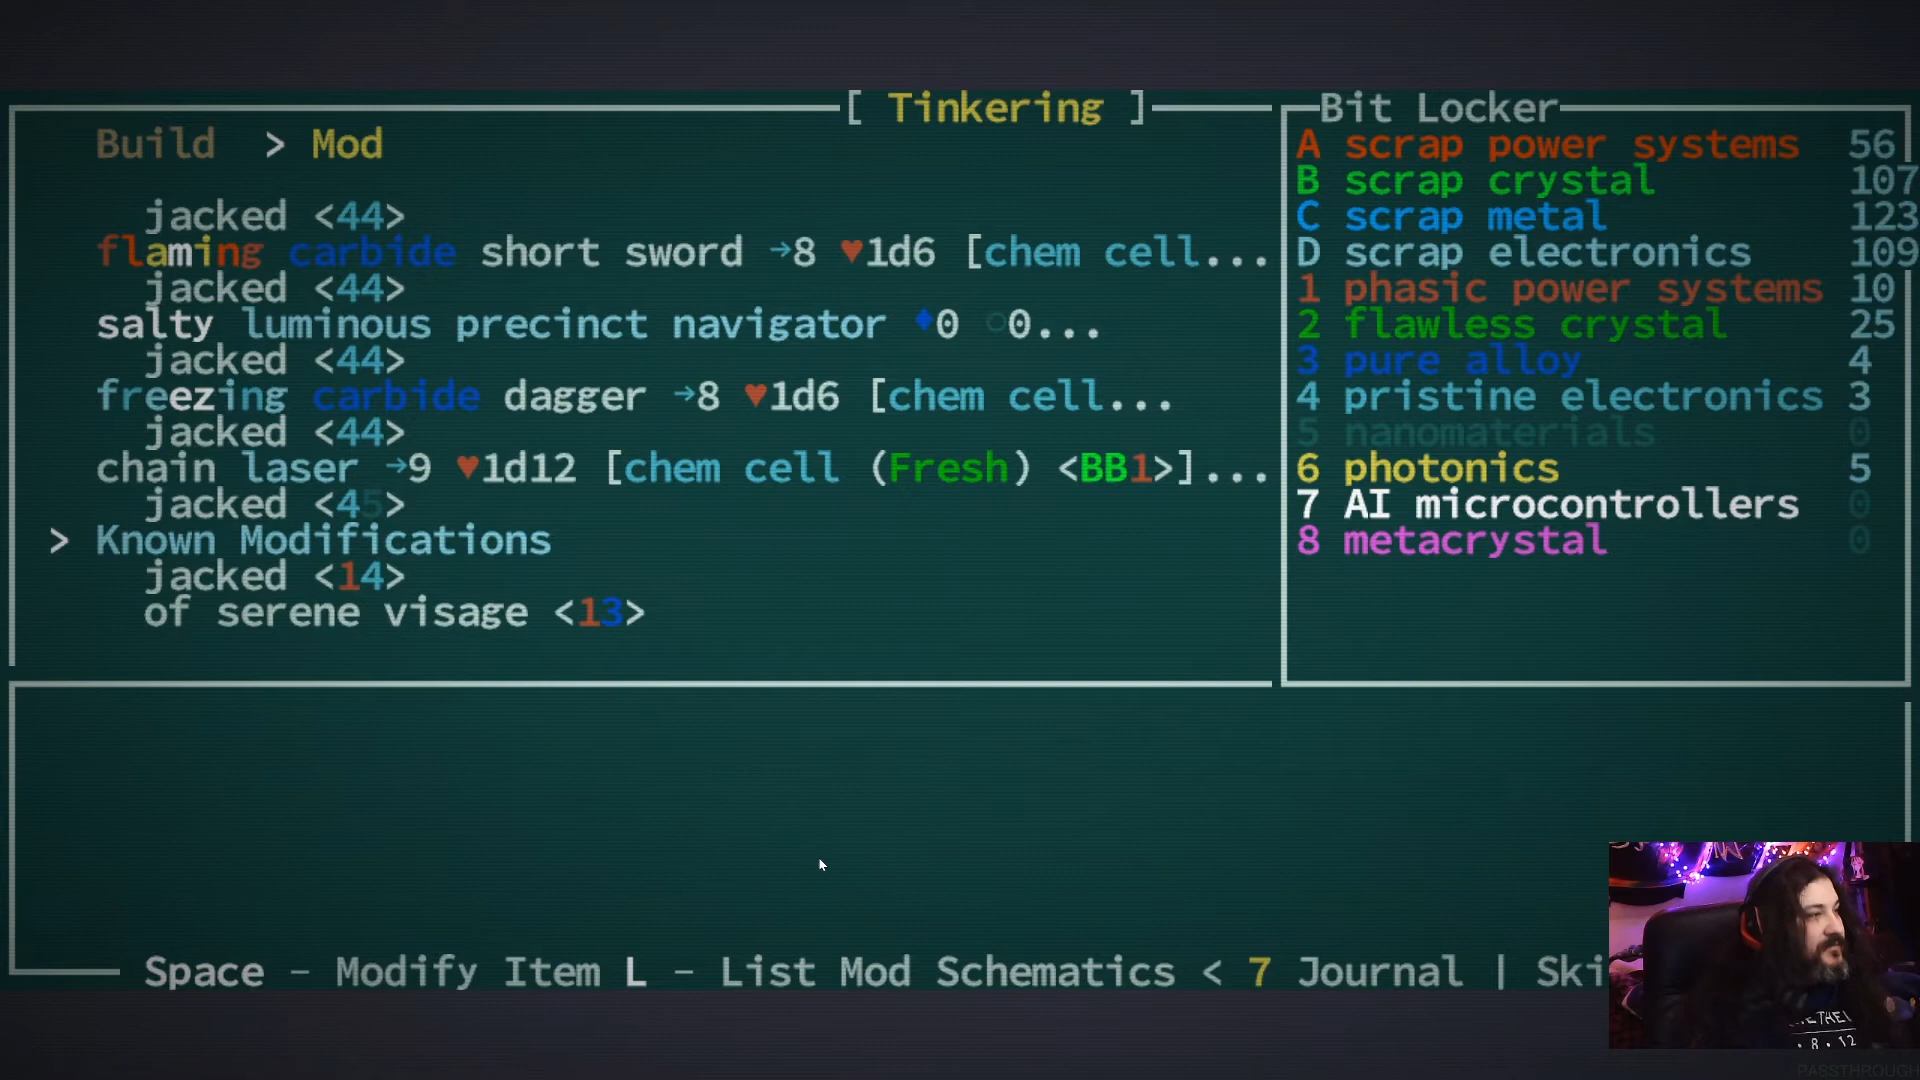 [ Tinkering ]
Build > Mod
jacked <44>
flaming carbide short sword →8 ♥1d6 [chem cell...
jacked <44>
salty luminous precinct navigator ♦0 ○0...
jacked <44>
freezing carbide dagger →8 ♥1d6 [chem cell...
jacked <44>
chain laser →9 ♥1d12 [chem cell (Fresh) <BB1>]...
jacked <45>
> Known Modifications
jacked <14>
of serene visage <13>
Bit Locker
A scrap power systems 56
B scrap crystal 107
C scrap metal 123
D scrap electronics 109
1 phasic power systems 10
2 flawless crystal 25
3 pure alloy 4
4 pristine electronics 3
5 nanomaterials 0
6 photonics 5
7 AI microcontrollers 0
8 metacrystal 0
Space - Modify Item L - List Mod Schematics < 7 Journal | Ski
PASSTHROUGH